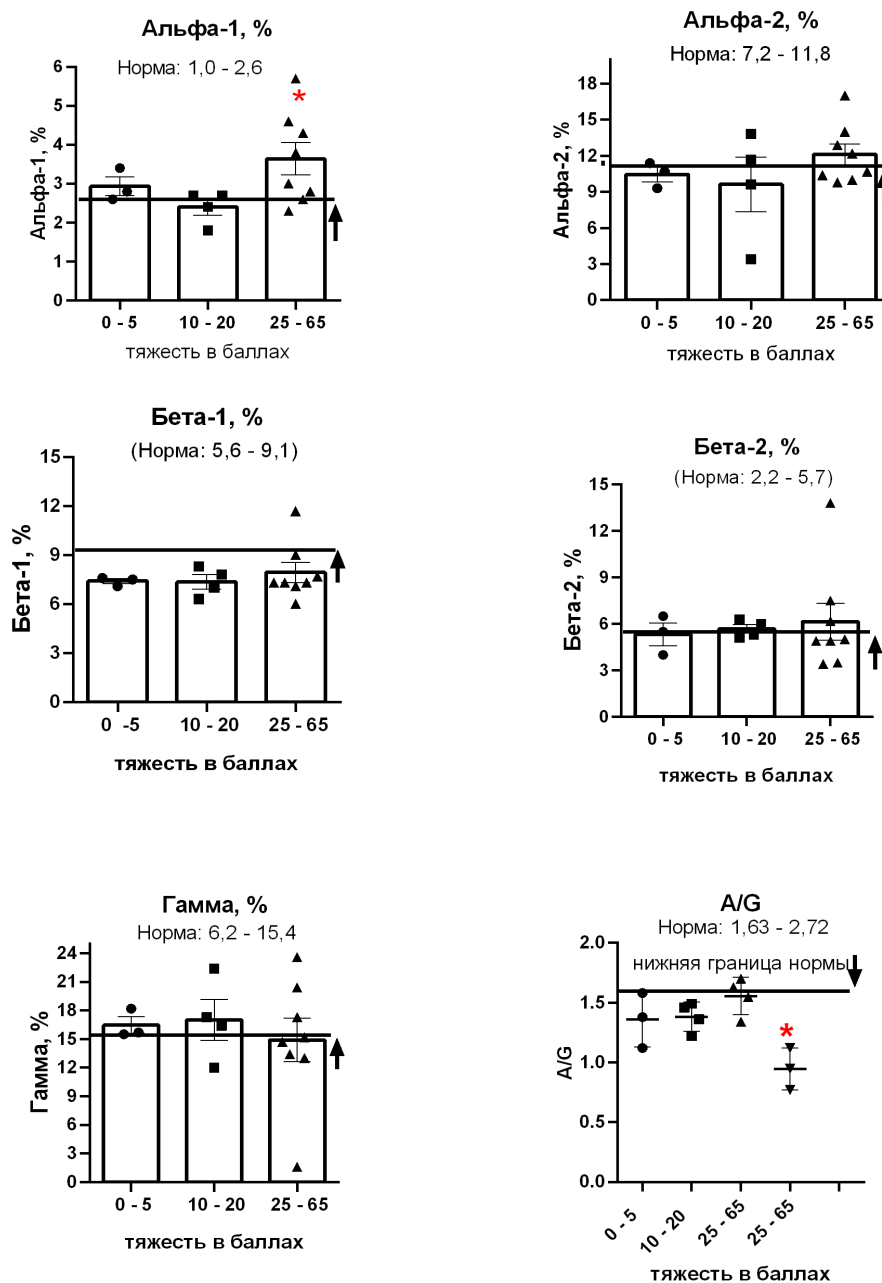 Альфа-1, %
Норма: 1,0 - 2,6
*
Альфа-1, %
6
5
4
3
2
1
0
0 - 5
10 - 20
25 - 65
тяжесть в баллах
Альфа-2, %
Норма: 7,2 - 11,8
Альфа-2, %
18
15
12
9
6
3
0
0 - 5
10 - 20
25 - 65
тяжесть в баллах
Бета-1, %
(Норма: 5,6 - 9,1)
Бета-1, %
15
12
9
6
3
0
0 -5
10 - 20
25 - 65
тяжесть в баллах
Бета-2, %
(Норма: 2,2 - 5,7)
Бета-2, %
15
10
6
3
0
0 - 5
10 - 20
25 - 65
тяжесть в баллах
Гамма, %
Норма: 6,2 - 15,4
Гамма, %
24
21
18
15
12
9
6
3
0
0 - 5
10 - 20
25 - 65
тяжесть в баллах
A/G
Норма: 1,63 - 2,72
нижняя граница нормы
*
A/G
2.0
1.5
1.0
0.5
0.0
0 - 5
10 - 20
25 - 65
25 - 65
тяжесть в баллах